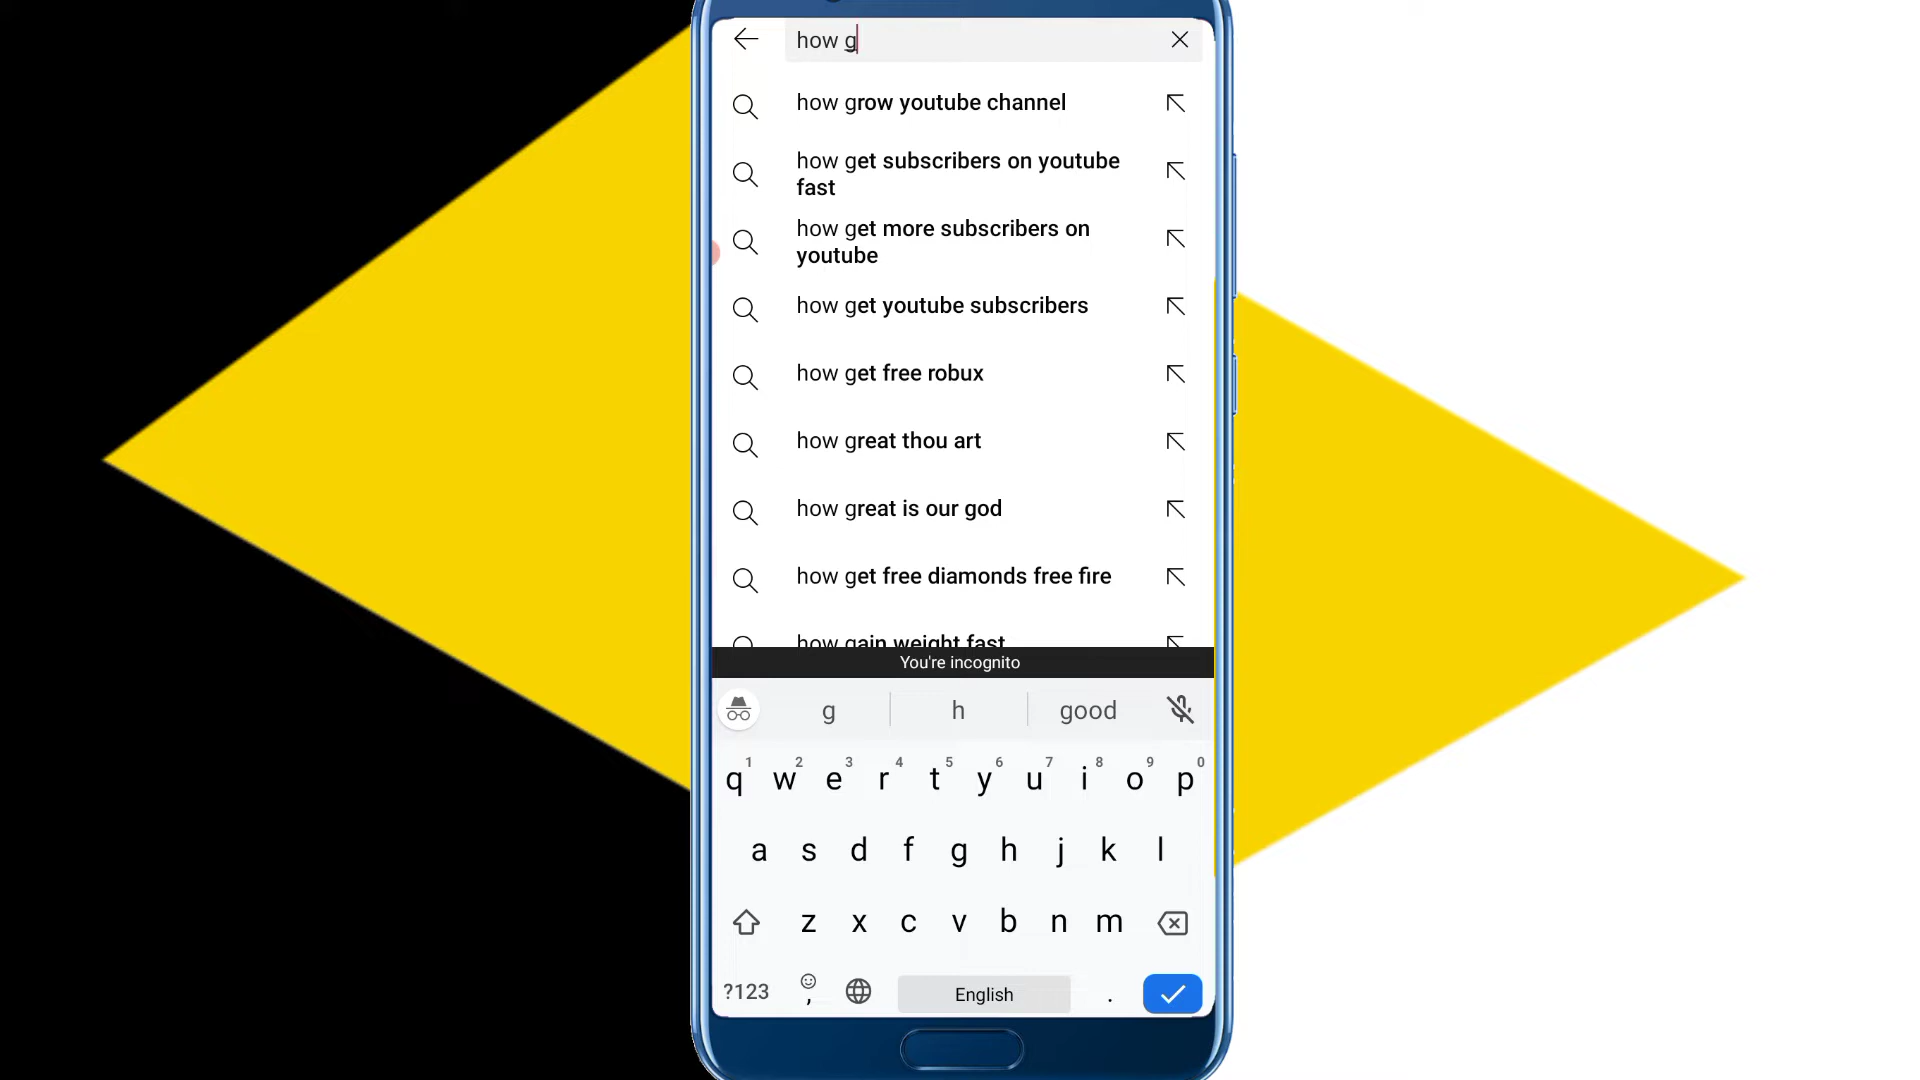 how g
how grow youtube channel
how get subscribers on youtube
fast
how get more subscribers on
youtube
how get youtube subscribers
how get free robux
how great thou art
how great is our god
how get free diamonds free fire
how gain weight fast
You're incognito
g h good
1 2 3 4 5 6 7 8 9 0
q w e r t y u i o p
a s d f g h j k l
z x c v b n m
?123 , English .